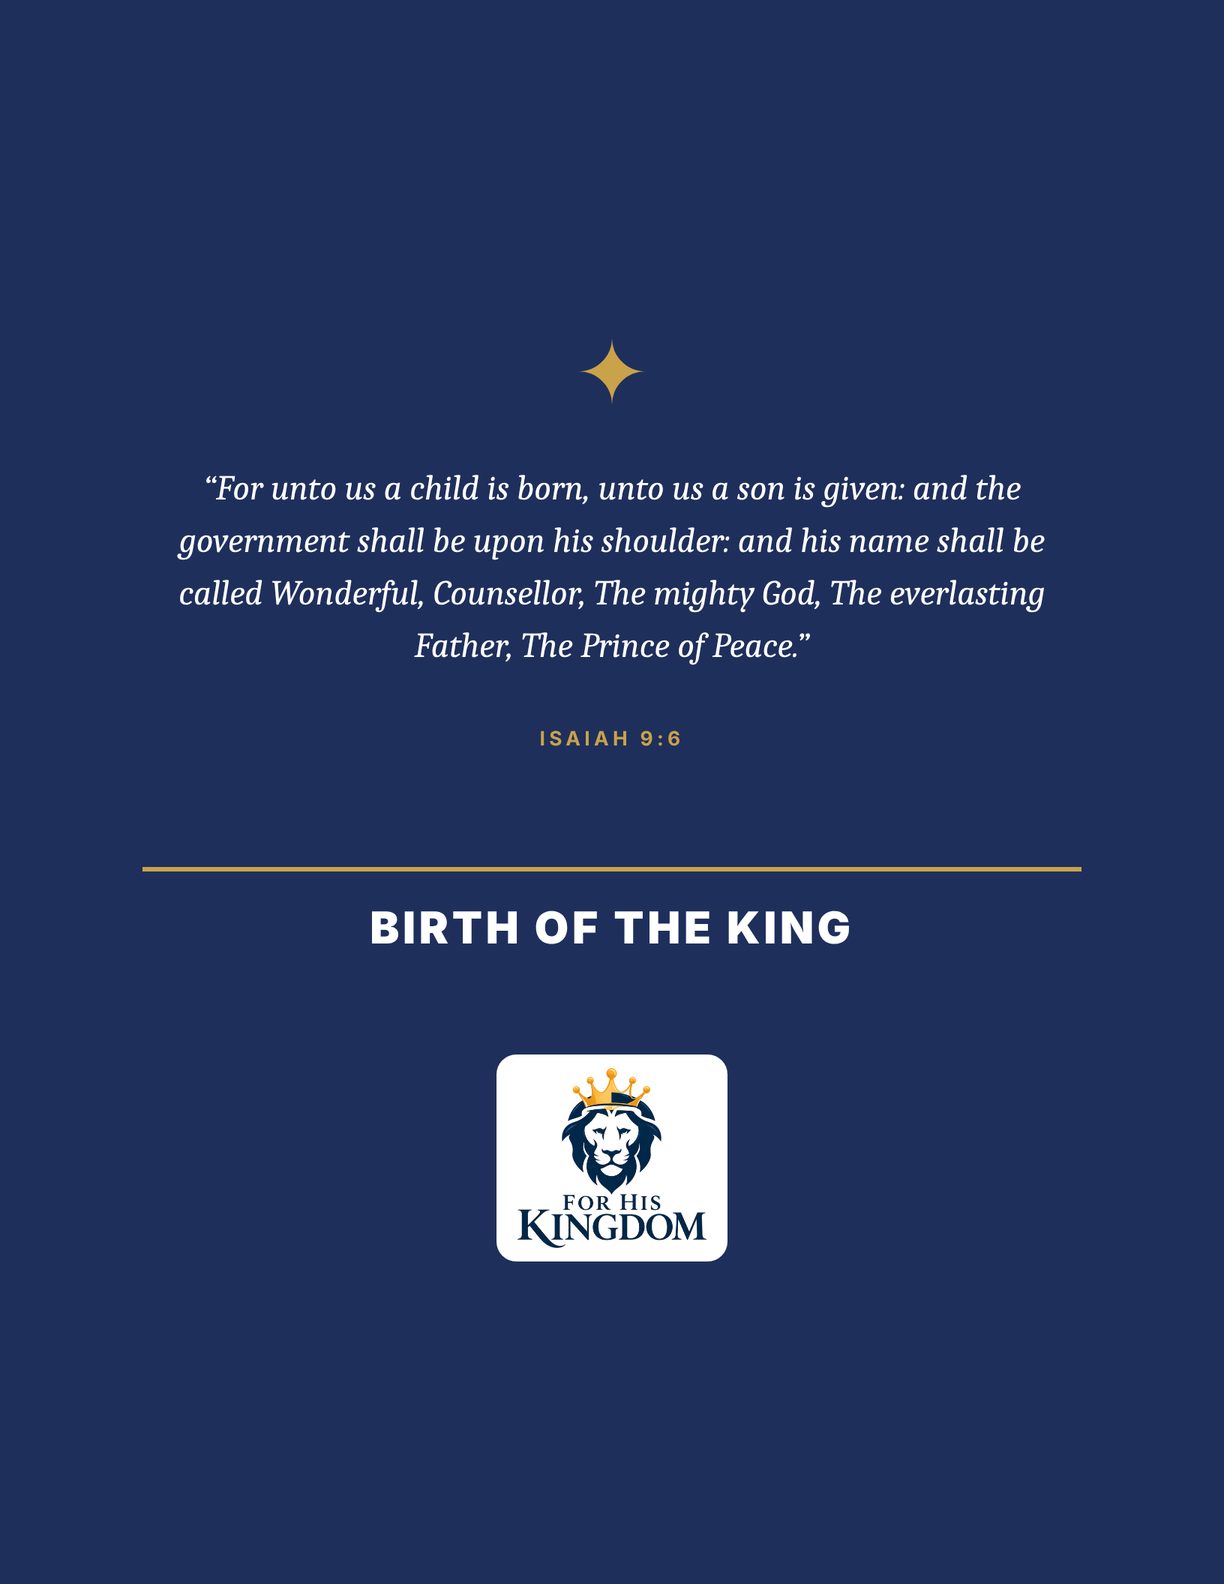 “For unto us a child is born, unto us a son is given: and the
government shall be upon his shoulder: and his name shall be
called Wonderful, Counsellor, The mighty God, The everlasting
Father, The Prince of Peace.”
ISAIAH 9:6
BIRTH OF THE KING
FOR HIS
KINGDOM